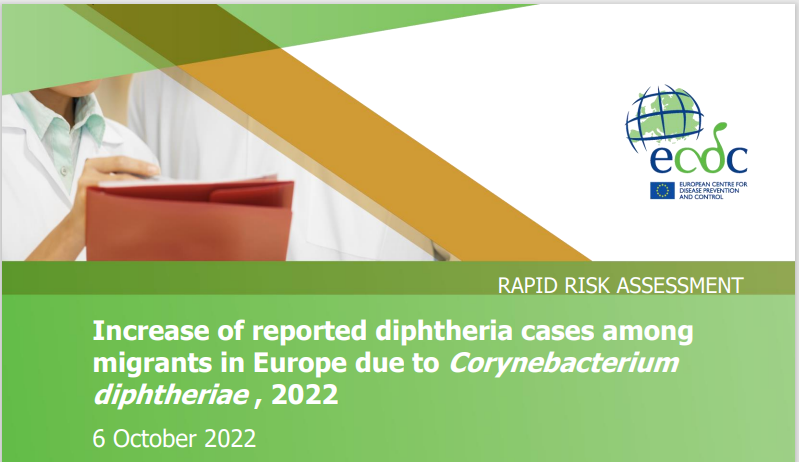 ecdc
EUROPEAN CENTRE FOR
DISEASE PREVENTION
AND CONTROL
RAPID RISK ASSESSMENT
Increase of reported diphtheria cases among
migrants in Europe due to Corynebacterium
diphtheriae , 2022
6 October 2022